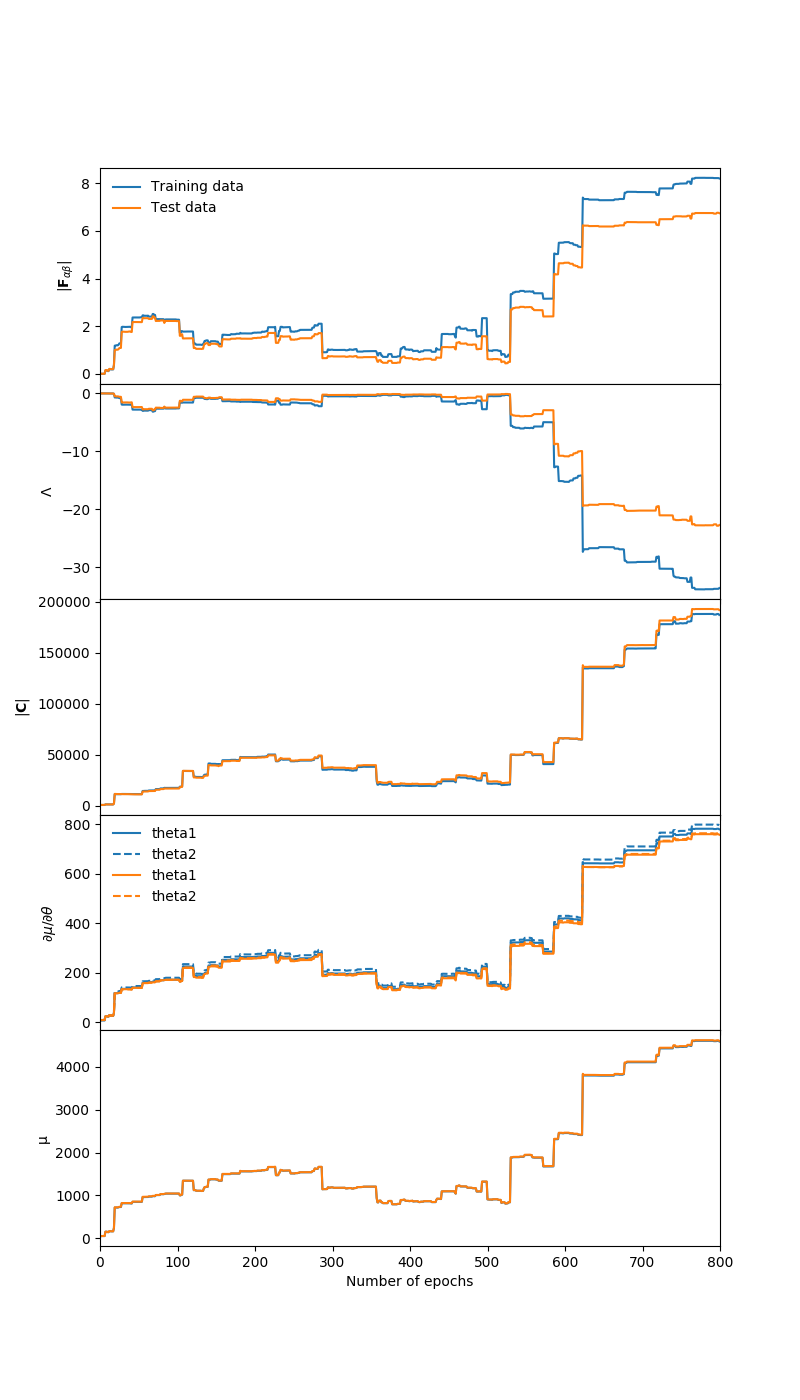 8
6
4
2
0
|F_αβ|
Training data
Test data
0
−10
−20
−30
Λ
200000
150000
100000
50000
0
|C|
800
600
400
200
0
∂μ/∂θ
theta1
theta2
theta1
theta2
4000
3000
2000
1000
0
μ
0 100 200 300 400 500 600 700 800
Number of epochs